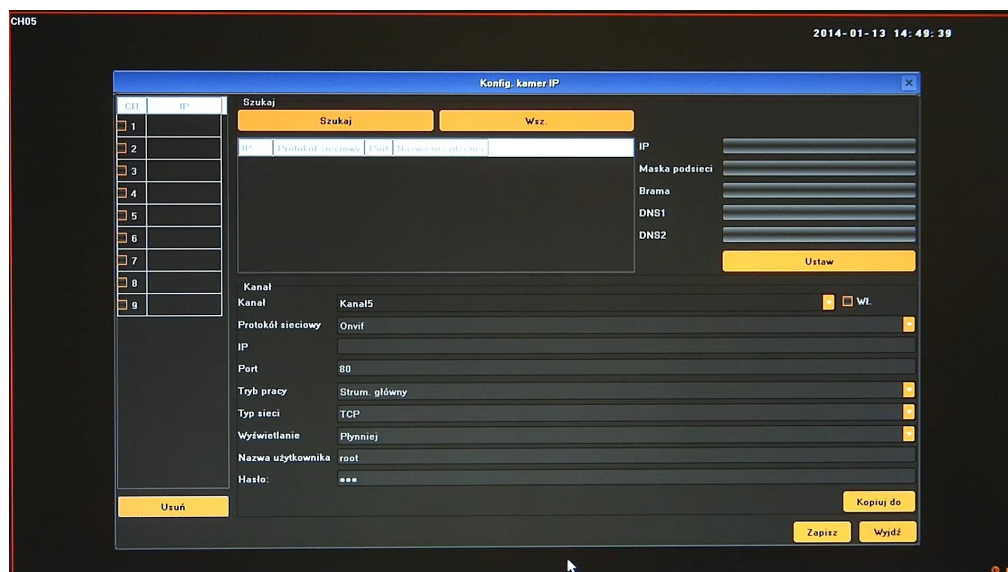 CH05
2014-01-13 14:49:39
Konfig. kamer IP
CH IP
1
2
3
4
5
6
7
8
9
Usuń
Szukaj
Szukaj Wsz.
IP Protokół sieciowy Port Nazwa urządzenia
IP
Maska podsieci
Brama
DNS1
DNS2
Ustaw
Kanał
Kanał Kanał5 Wł.
Protokół sieciowy Onvif
IP
Port 80
Tryb pracy Strum. główny
Typ sieci TCP
Wyświetlanie Płynniej
Nazwa użytkownika root
Hasło: •••
Kopiuj do
Zapisz Wyjdź